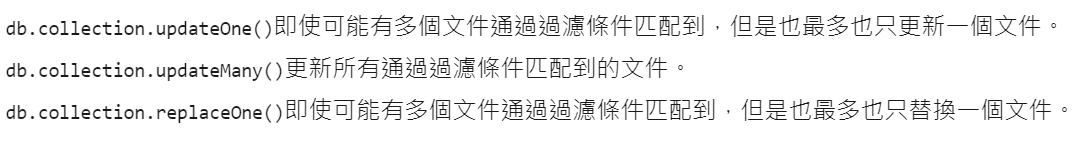 db.collection.updateOne()即使可能有多個文件通過過濾條件匹配到，但是也最多也只更新一個文件。
db.collection.updateMany()更新所有通過過濾條件匹配到的文件。
db.collection.replaceOne()即使可能有多個文件通過過濾條件匹配到，但是也最多也只替換一個文件。